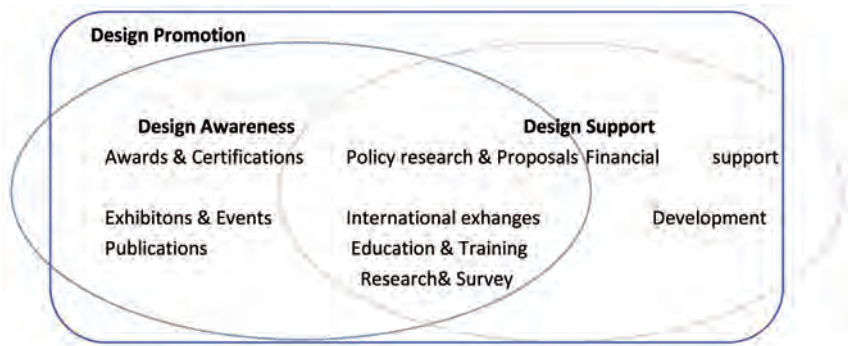 Design Promotion
Design Awareness Design Support
Awards & Certifications Policy research & Proposals Financial support
Exhibitons & Events International exhanges Development
Publications Education & Training
Research& Survey